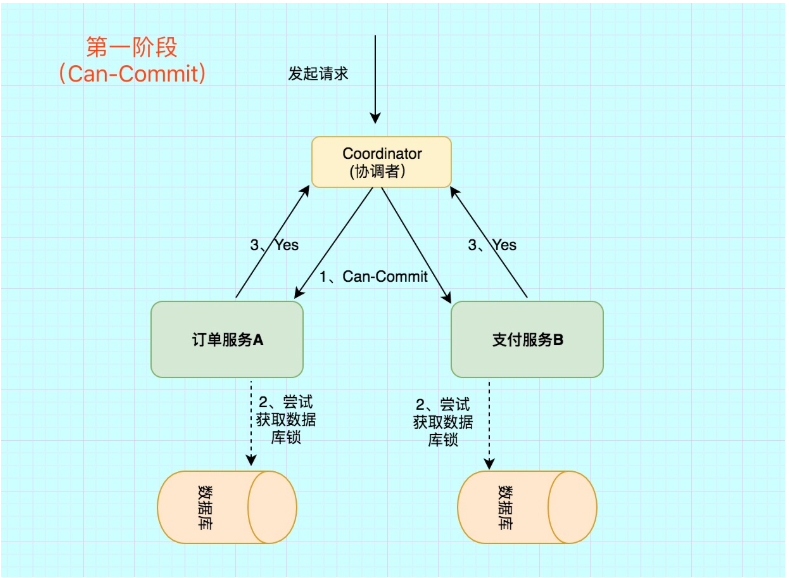 第一阶段
（Can-Commit）
发起请求
Coordinator
(协调者）
3、Yes
3、Yes
1、Can-Commit
订单服务A
支付服务B
2、尝试
获取数据
库锁
2、尝试
获取数据
库锁
数据库
数据库